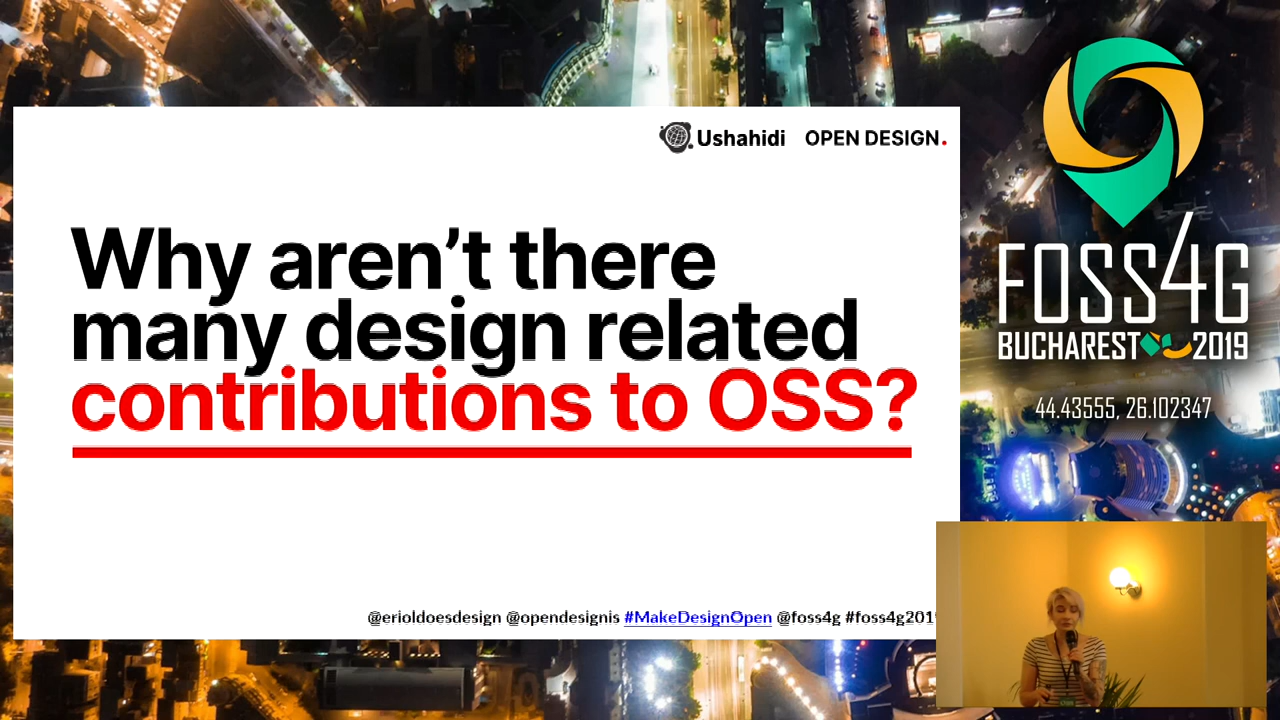 Ushahidi OPEN DESIGN.
Why aren’t there
many design related
contributions to OSS?
@erioldoesdesign @opendesignis #MakeDesignOpen @foss4g #foss4g201
FOSS4G
BUCHAREST 2019
44.43555, 26.102347